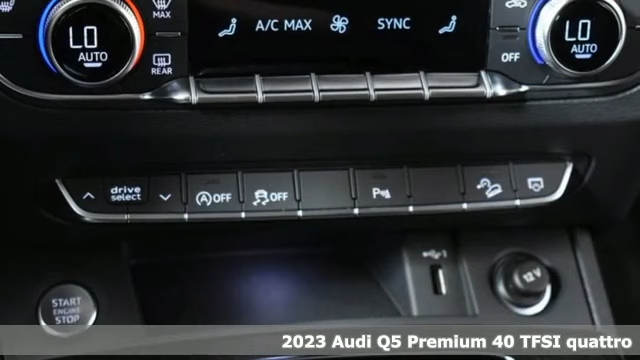 MAX
LO
AUTO
REAR
A/C MAX
SYNC
OFF
LO
AUTO
drive
select
A OFF
OFF
P
START
ENGINE
STOP
12V
2023 Audi Q5 Premium 40 TFSI quattro